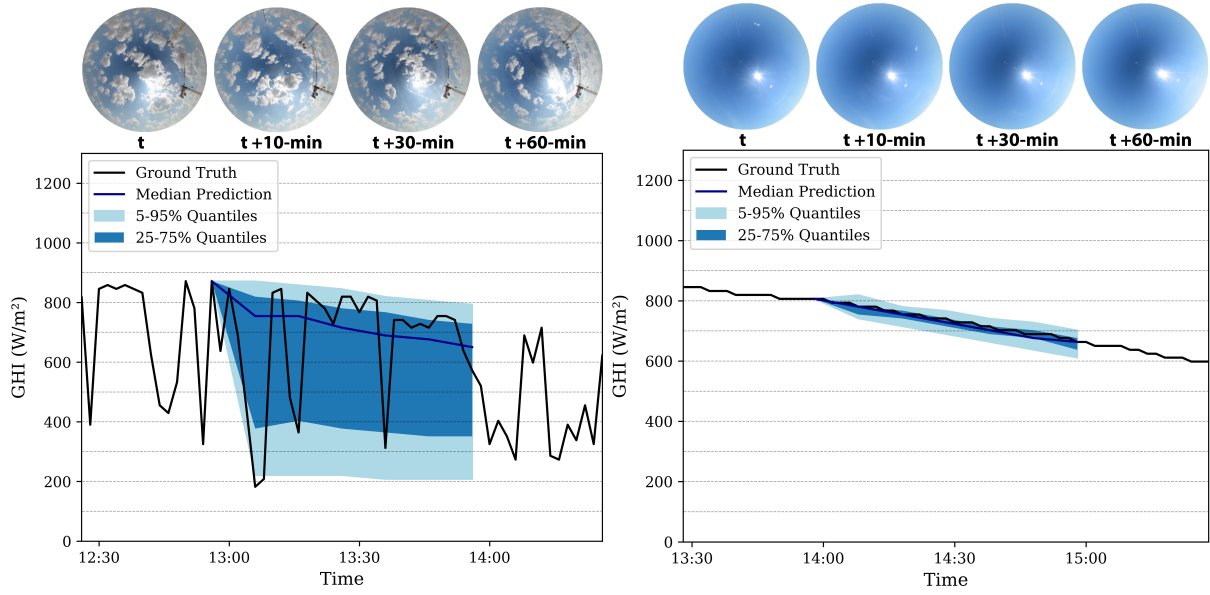 t t +10-min t +30-min t +60-min
Ground Truth
Median Prediction
5-95% Quantiles
25-75% Quantiles
GHI (W/m²)
1200
1000
800
600
400
200
0
12:30 13:00 13:30 14:00
Time
t t +10-min t +30-min t +60-min
Ground Truth
Median Prediction
5-95% Quantiles
25-75% Quantiles
GHI (W/m²)
1200
1000
800
600
400
200
0
13:30 14:00 14:30 15:00
Time